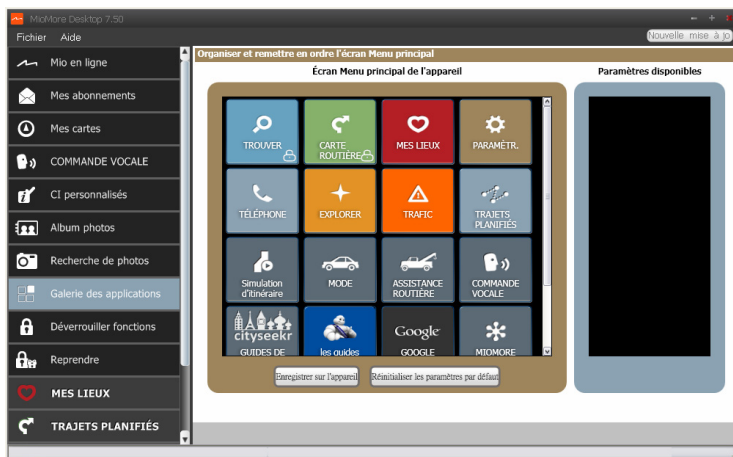 MioMore Desktop 7.50
Fichier Aide
Nouvelle mise à jo
Mio en ligne
Mes abonnements
Mes cartes
COMMANDE VOCALE
CI personnalisés
Album photos
Recherche de photos
Galerie des applications
Déverrouiller fonctions
Reprendre
MES LIEUX
TRAJETS PLANIFIÉS
Organiser et remettre en ordre l'écran Menu principal
Écran Menu principal de l'appareil
Paramètres disponibles
TROUVER
CARTE
ROUTIÈRE
MES LIEUX
PARAMÉTR.
TÉLÉPHONE
EXPLORER
TRAFIC
TRAJETS
PLANIFIÉS
Simulation
d'itinéraire
MODE
ASSISTANCE
ROUTIÈRE
COMMANDE
VOCALE
cityseekr
GUIDES DE
les guides
Google
GOOGLE
MIOMORE
Enregistrer sur l'appareil
Réinitialiser les paramètres par défaut